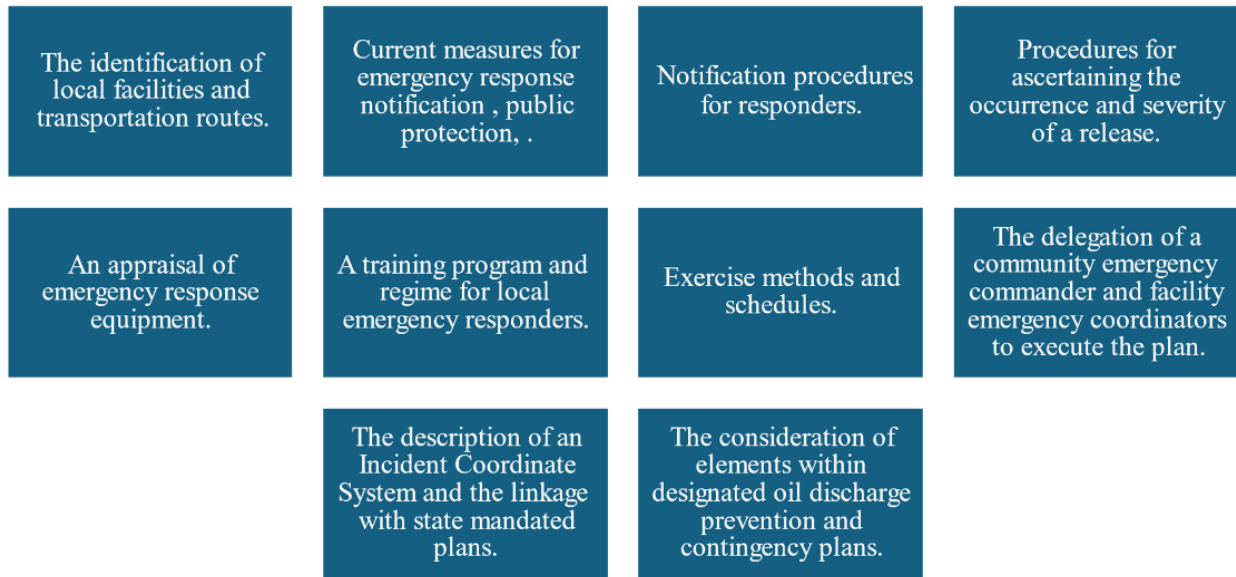 The identification of
local facilities and
transportation routes.
Current measures for
emergency response
notification , public
protection, .
Notification procedures
for responders.
Procedures for
ascertaining the
occurrence and severity
of a release.
An appraisal of
emergency response
equipment.
A training program and
regime for local
emergency responders.
Exercise methods and
schedules.
The delegation of a
community emergency
commander and facility
emergency coordinators
to execute the plan.
The description of an
Incident Coordinate
System and the linkage
with state mandated
plans.
The consideration of
elements within
designated oil discharge
prevention and
contingency plans.